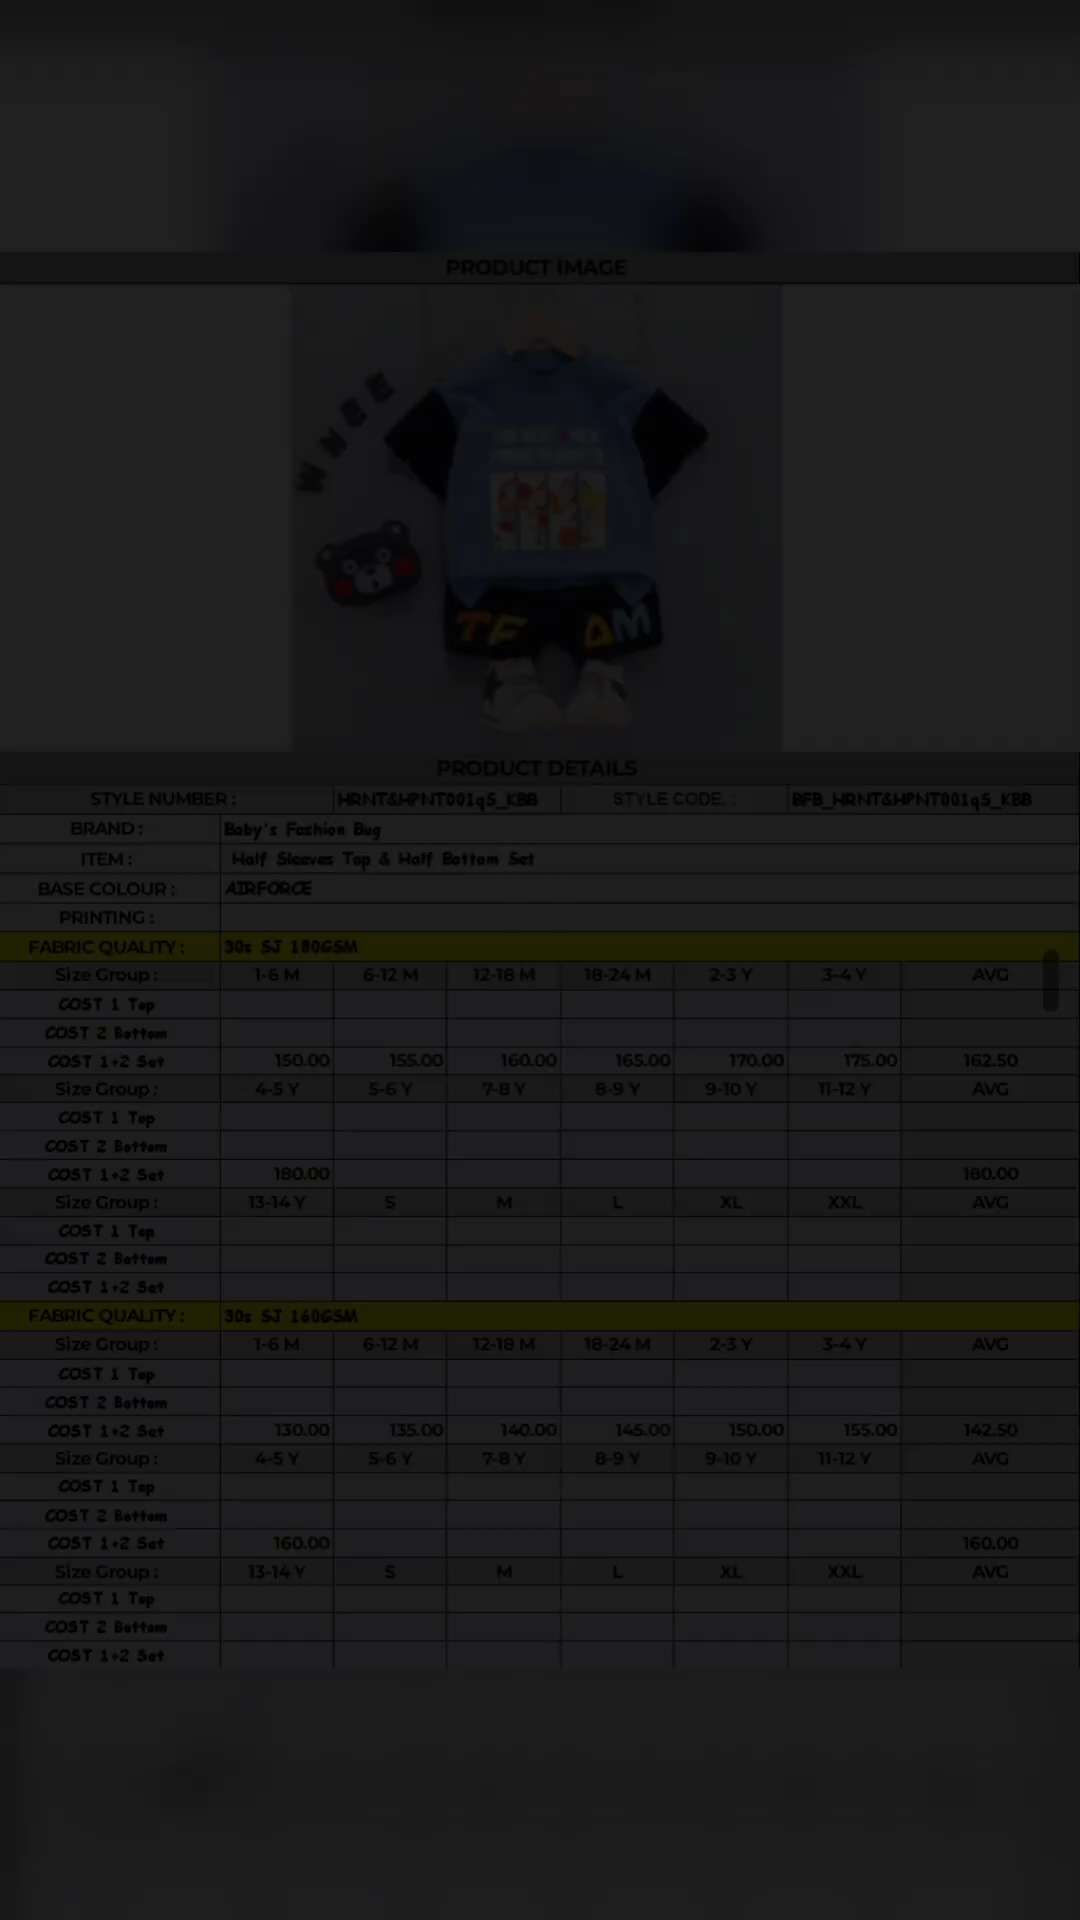 PRODUCT IMAGE
WNEE
TEAM
PRODUCT DETAILS
STYLE NUMBER : HRNT&HPNT001q5_KBB STYLE CODE. : BFB_HRNT&HPNT001q5_KBB
BRAND : Baby's Fashion Bug
ITEM : Half Sleeves Top & Half Bottom Set
BASE COLOUR : AIRFORCE
PRINTING :
FABRIC QUALITY : 30s SJ 180GSM
Size Group : 1-6 M 6-12 M 12-18 M 18-24 M 2-3 Y 3-4 Y AVG
COST 1 Top
COST 2 Bottom
COST 1+2 Set 150.00 155.00 160.00 165.00 170.00 175.00 162.50
Size Group : 4-5 Y 5-6 Y 7-8 Y 8-9 Y 9-10 Y 11-12 Y AVG
COST 1 Top
COST 2 Bottom
COST 1+2 Set 180.00 180.00
Size Group : 13-14 Y S M L XL XXL AVG
COST 1 Top
COST 2 Bottom
COST 1+2 Set
FABRIC QUALITY : 30s SJ 160GSM
Size Group : 1-6 M 6-12 M 12-18 M 18-24 M 2-3 Y 3-4 Y AVG
COST 1 Top
COST 2 Bottom
COST 1+2 Set 130.00 135.00 140.00 145.00 150.00 155.00 142.50
Size Group : 4-5 Y 5-6 Y 7-8 Y 8-9 Y 9-10 Y 11-12 Y AVG
COST 1 Top
COST 2 Bottom
COST 1+2 Set 160.00 160.00
Size Group : 13-14 Y S M L XL XXL AVG
COST 1 Top
COST 2 Bottom
COST 1+2 Set